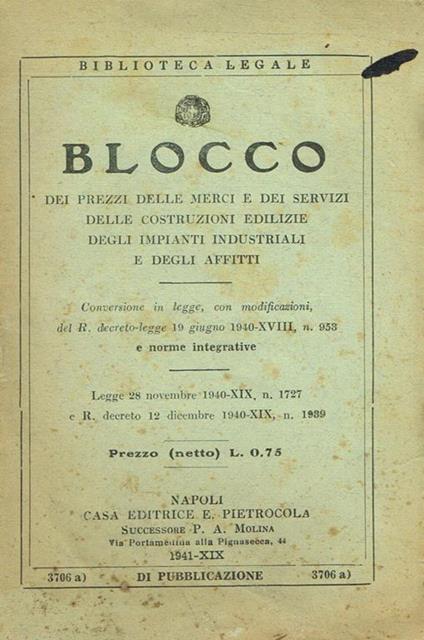 BIBLIOTECA LEGALE
BLOCCO
DEI PREZZI DELLE MERCI E DEI SERVIZI
DELLE COSTRUZIONI EDILIZIE
DEGLI IMPIANTI INDUSTRIALI
E DEGLI AFFITTI
Conversione in legge, con modificazioni,
del R. decreto-legge 19 giugno 1940-XVIII, n. 953
e norme integrative
Legge 28 novembre 1940-XIX, n. 1727
e R. decreto 12 dicembre 1940-XIX, n. 1989
Prezzo (netto) L. 0,75
NAPOLI
CASA EDITRICE E. PIETROCOLA
SUCCESSORE P. A. MOLINA
Via Portamedina alla Pignasecca, 44
1941-XIX
3706 a) DI PUBBLICAZIONE 3706 a)